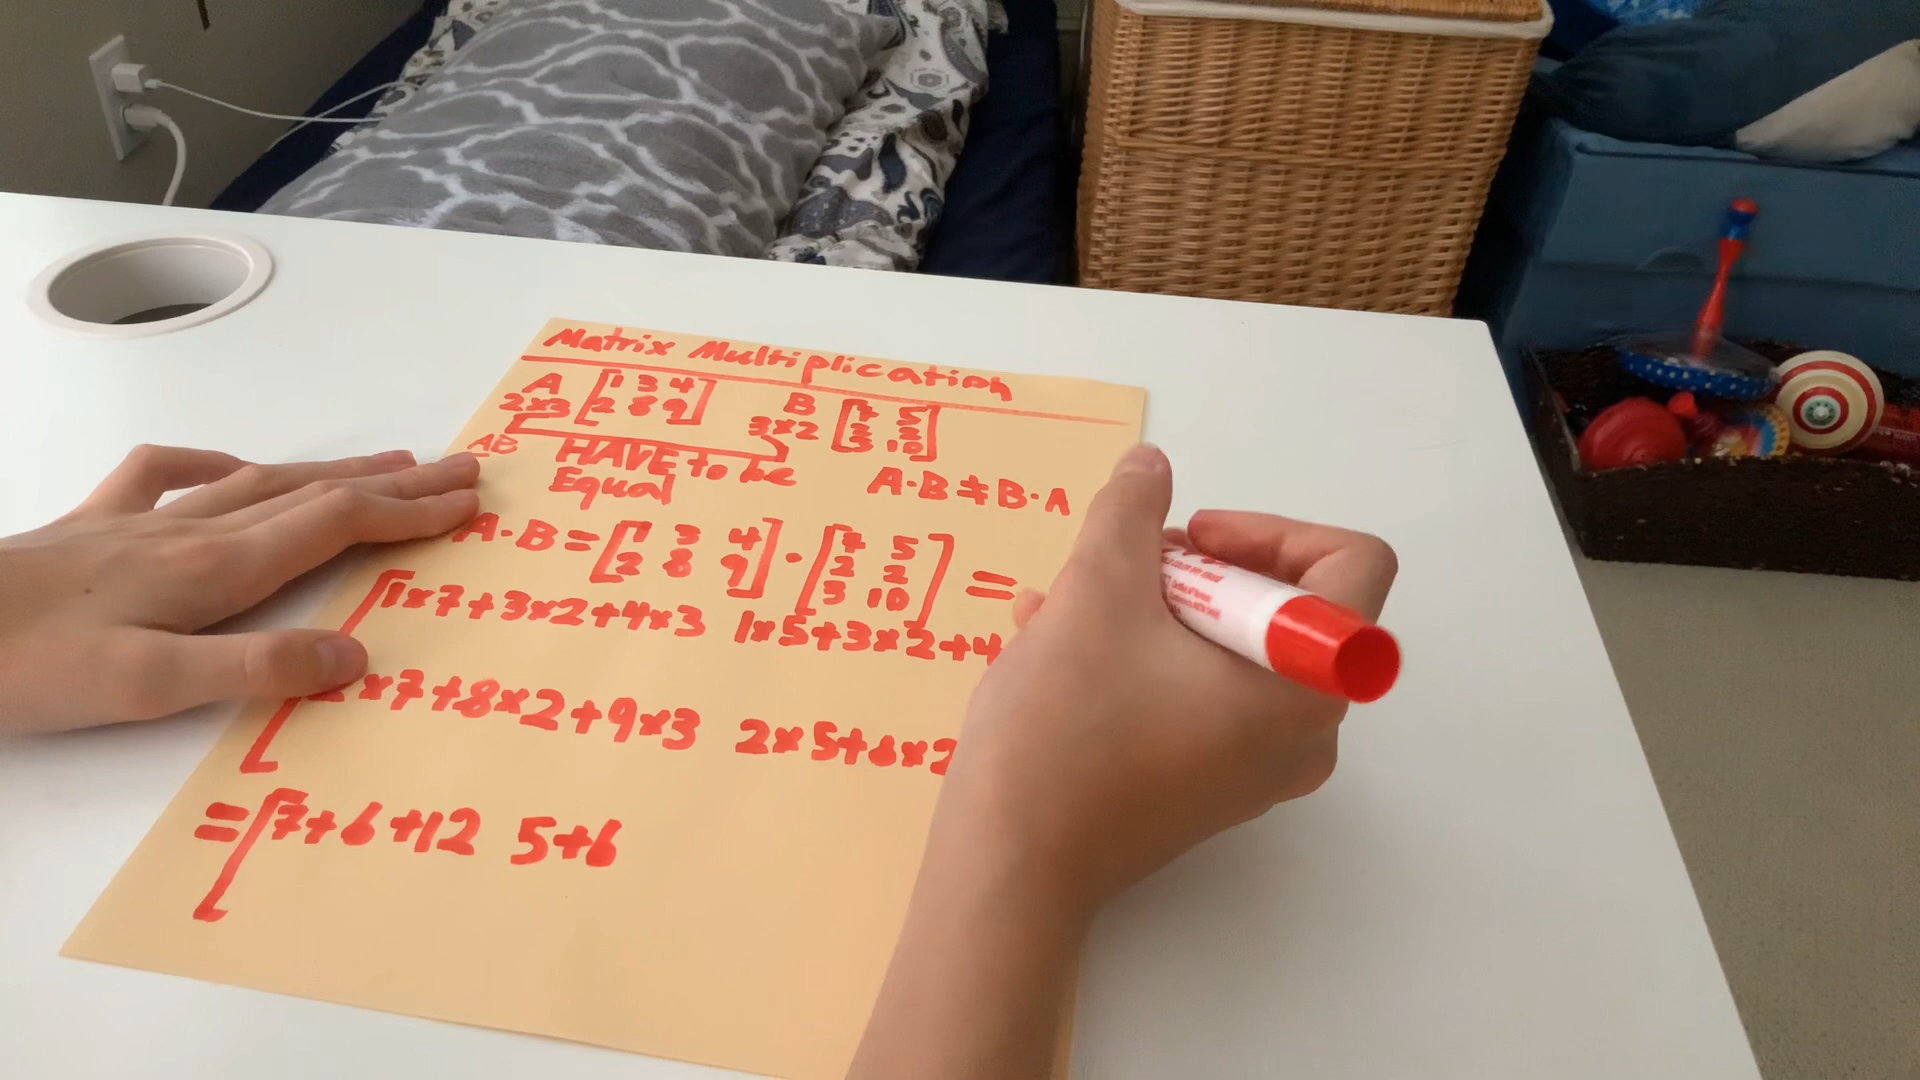 Matrix Multiplication
A [1 3 4] B [7 5]
2x3 [2 8 9] 3x2 [2 2]
[3 10]
AB HAVE to be
Equal A·B ≠ B·A
A·B = [1 3 4] · [7 5] =
[2 8 9] [2 2]
[3 10]
[1x7+3x2+4x3 1x5+3x2+4
2x7+8x2+9x3 2x5+8x2
= [7+6+12 5+6